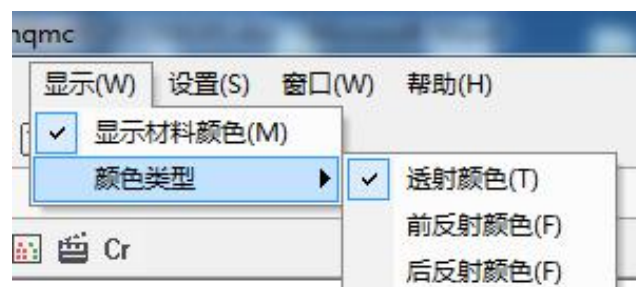 nqmc
显示(W) 设置(S) 窗口(W) 帮助(H)
显示材料颜色(M)
颜色类型
透射颜色(T)
前反射颜色(F)
后反射颜色(F)
Cr